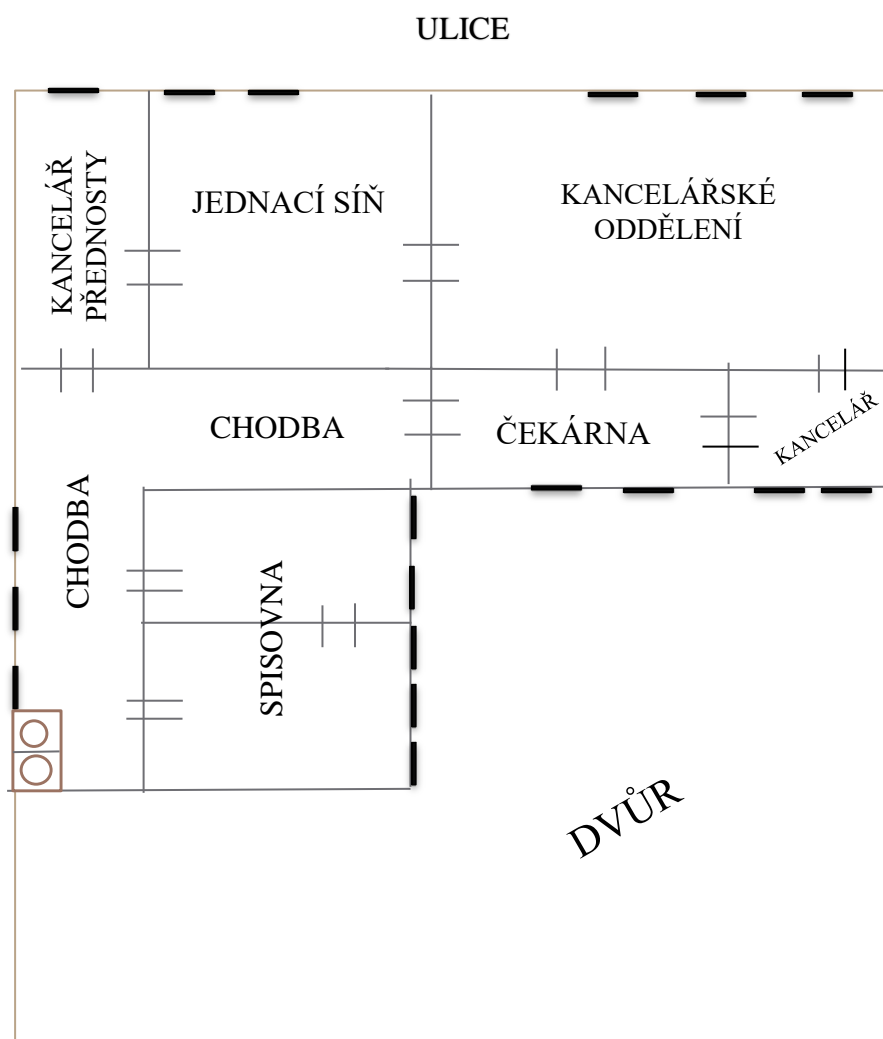 ULICE
KANCELÁŘ
PŘEDNOSTY
JEDNACÍ SÍŇ
KANCELÁŘSKÉ
ODDĚLENÍ
CHODBA
ČEKÁRNA
KANCELÁŘ
CHODBA
SPISOVNA
DVŮR